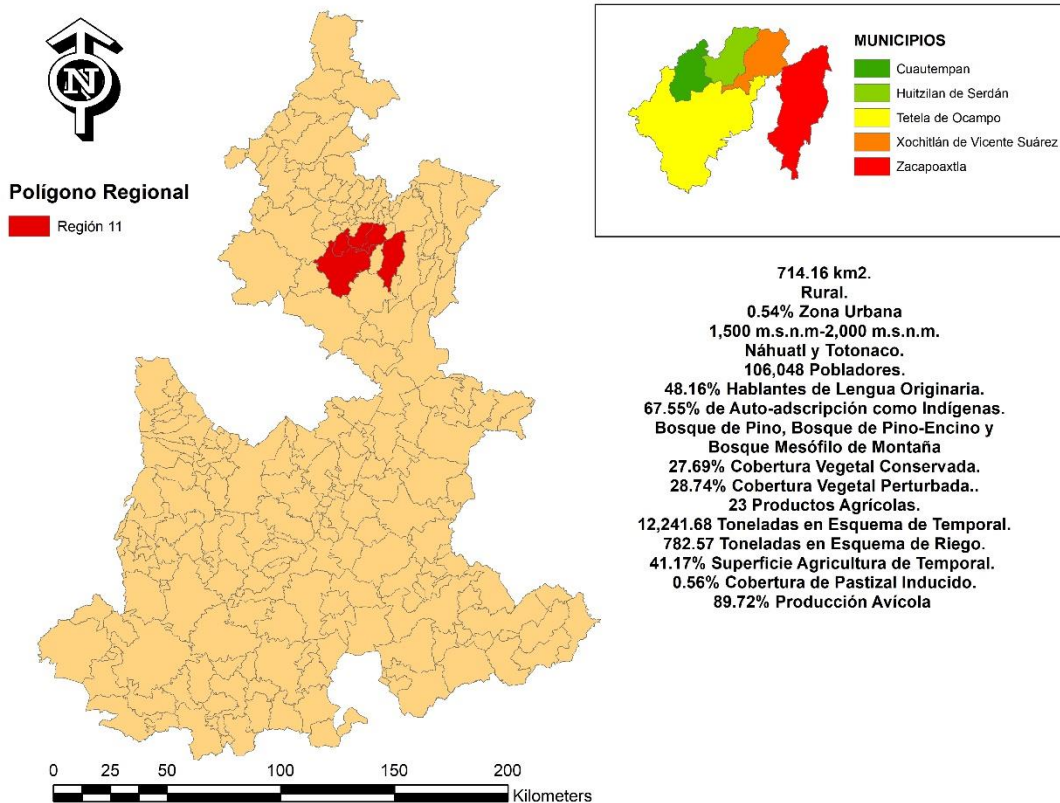 N
Polígono Regional
Región 11
MUNICIPIOS
Cuautempan
Huitzilan de Serdán
Tetela de Ocampo
Xochitlán de Vicente Suárez
Zacapoaxtla
714.16 km2.
Rural.
0.54% Zona Urbana
1,500 m.s.n.m-2,000 m.s.n.m.
Náhuatl y Totonaco.
106,048 Pobladores.
48.16% Hablantes de Lengua Originaria.
67.55% de Auto-adscripción como Indígenas.
Bosque de Pino, Bosque de Pino-Encino y
Bosque Mesófilo de Montaña
27.69% Cobertura Vegetal Conservada.
28.74% Cobertura Vegetal Perturbada..
23 Productos Agrícolas.
12,241.68 Toneladas en Esquema de Temporal.
782.57 Toneladas en Esquema de Riego.
41.17% Superficie Agricultura de Temporal.
0.56% Cobertura de Pastizal Inducido.
89.72% Producción Avícola
0 25 50 100 150 200
Kilometers